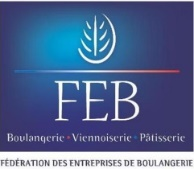 FEB
Boulangerie • Viennoiserie • Pâtisserie
FÉDÉRATION DES ENTREPRISES DE BOULANGERIE